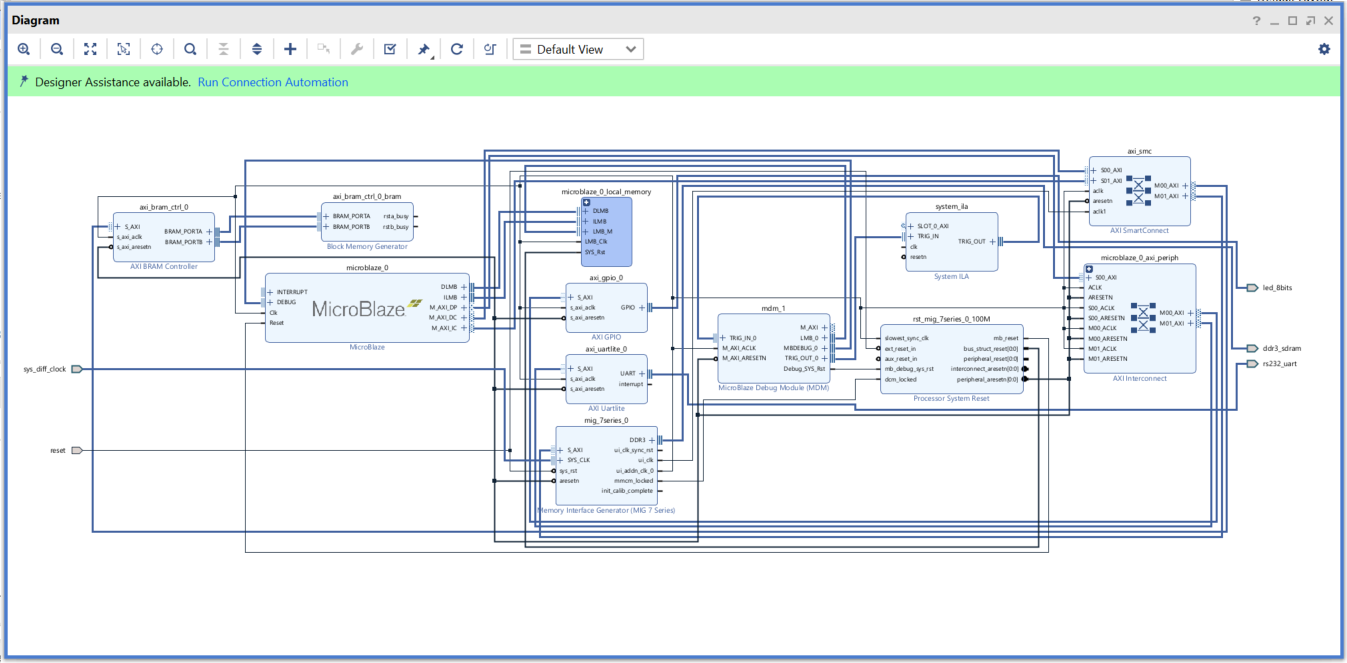 Diagram
Default View
Designer Assistance available. Run Connection Automation
axi_bram_ctrl_0
S_AXI
s_axi_aclk
s_axi_aresetn
BRAM_PORTA
BRAM_PORTB
AXI BRAM Controller
axi_bram_ctrl_0_bram
BRAM_PORTA
BRAM_PORTB
rsta_busy
rstb_busy
Block Memory Generator
microblaze_0
INTERRUPT
DEBUG
Clk
Reset
MicroBlaze
DLMB
ILMB
M_AXI_DP
M_AXI_DC
M_AXI_IC
MicroBlaze
sys_diff_clock
reset
microblaze_0_local_memory
DLMB
ILMB
LMB_M
LMB_Clk
SYS_Rst
axi_gpio_0
S_AXI
s_axi_aclk
s_axi_aresetn
GPIO
AXI GPIO
axi_uartlite_0
S_AXI
s_axi_aclk
s_axi_aresetn
UART
interrupt
AXI Uartlite
mig_7series_0
S_AXI
SYS_CLK
sys_rst
aresetn
DDR3
ui_clk_sync_rst
ui_clk
ui_addn_clk_0
mmcm_locked
init_calib_complete
Memory Interface Generator (MIG 7 Series)
mdm_1
TRIG_IN_0
M_AXI_ACLK
M_AXI_ARESETN
M_AXI
LMB_0
MBDEBUG_0
TRIG_OUT_0
Debug_SYS_Rst
MicroBlaze Debug Module (MDM)
system_ila
SLOT_0_AXI
TRIG_IN
clk
resetn
TRIG_OUT
System ILA
rst_mig_7series_0_100M
slowest_sync_clk
ext_reset_in
aux_reset_in
mb_debug_sys_rst
dcm_locked
mb_reset
bus_struct_reset[0:0]
peripheral_reset[0:0]
interconnect_aresetn[0:0]
peripheral_aresetn[0:0]
Processor System Reset
axi_smc
S00_AXI
S01_AXI
aclk
aresetn
aclk1
M00_AXI
M01_AXI
AXI SmartConnect
microblaze_0_axi_periph
S00_AXI
ACLK
ARESETN
S00_ACLK
S00_ARESETN
M00_ACLK
M00_ARESETN
M01_ACLK
M01_ARESETN
M00_AXI
M01_AXI
AXI Interconnect
led_8bits
ddr3_sdram
rs232_uart